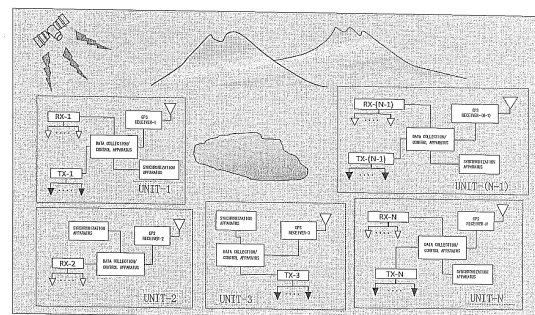 RX-1
GPS
RECEIVER-1
DATA COLLECTION/
CONTROL APPARATUS
SYNCHRONIZATION
APPARATUS
TX-1
UNIT-1
RX-(N-1)
GPS
RECEIVER-(N-1)
DATA COLLECTION/
CONTROL APPARATUS
SYNCHRONIZATION
APPARATUS
TX-(N-1)
UNIT-(N-1)
SYNCHRONIZATION
APPARATUS
GPS
RECEIVER-2
RX-2
DATA COLLECTION/
CONTROL APPARATUS
UNIT-2
SYNCHRONIZATION
APPARATUS
GPS
RECEIVER-3
DATA COLLECTION/
CONTROL APPARATUS
TX-3
UNIT-3
RX-N
GPS
RECEIVER-N
DATA COLLECTION/
CONTROL APPARATUS
TX-N
SYNCHRONIZATION
APPARATUS
UNIT-N